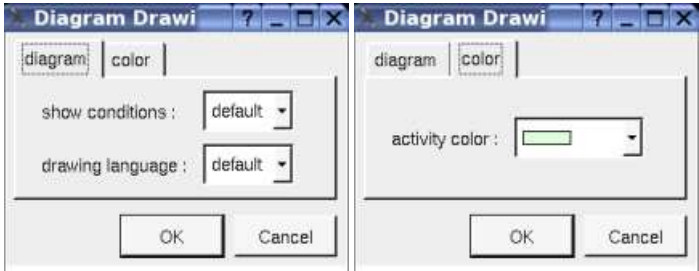 Diagram Drawi ? _ □ X
diagram color
show conditions : default
drawing language : default
OK Cancel
Diagram Drawi ? _ □ X
diagram color
activity color :
OK Cancel